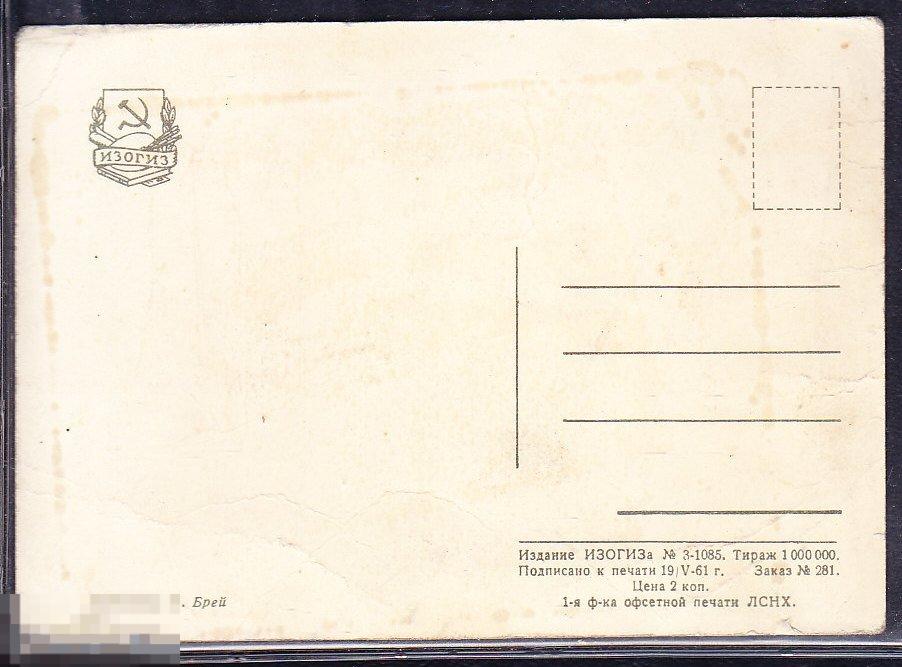 ИЗОГИЗ
Издание ИЗОГИЗа № 3-1085. Тираж 1 000 000.
Подписано к печати 19/V-61 г. Заказ № 281.
Цена 2 коп.
1-я ф-ка офсетной печати ЛСНХ.
. Брей